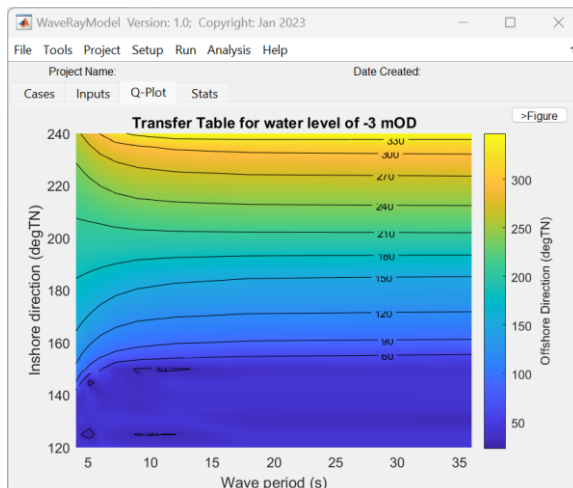 WaveRayModel Version: 1.0; Copyright: Jan 2023
File Tools Project Setup Run Analysis Help
Project Name: Date Created:
Cases Inputs Q-Plot Stats
>Figure
Transfer Table for water level of -3 mOD
240
220
200
180
160
140
120
Inshore direction (degTN)
330
300
270
240
210
180
150
120
90
60
5 10 15 20 25 30 35
Wave period (s)
300
250
200
150
100
50
Offshore Direction (degTN)